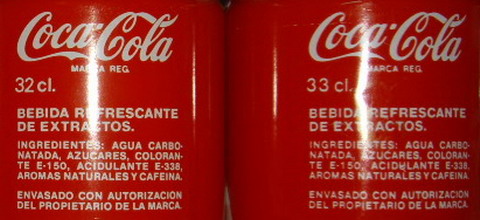 Coca-Cola
MARCA REG.
32 cl.
BEBIDA REFRESCANTE
DE EXTRACTOS.
INGREDIENTES: AGUA CARBO-
NATADA, AZUCARES, COLORAN-
TE E-150, ACIDULANTE E-338,
AROMAS NATURALES Y CAFEINA.
ENVASADO CON AUTORIZACION
DEL PROPIETARIO DE LA MARCA.
Coca-Cola
MARCA REG.
33 cl.
BEBIDA REFRESCANTE
DE EXTRACTOS.
INGREDIENTES: AGUA CARBO-
NATADA, AZUCARES, COLORAN-
TE E-150, ACIDULANTE E-338,
AROMAS NATURALES Y CAFEINA.
ENVASADO CON AUTORIZACION
DEL PROPIETARIO DE LA MARCA.